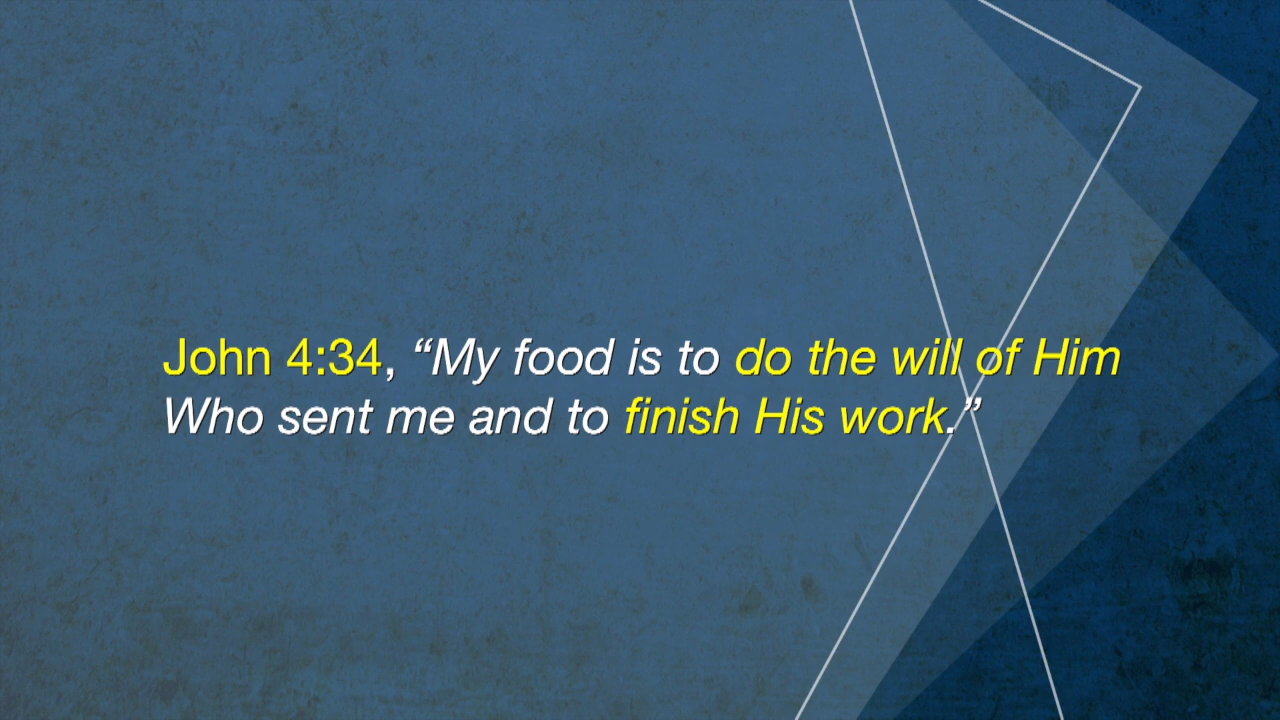 John 4:34, “My food is to do the will of Him
Who sent me and to finish His work.”